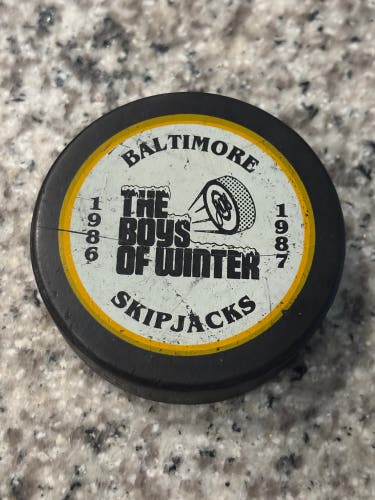 BALTIMORE
1986
THE
BOYS
OF WINTER
1987
SKIPJACKS